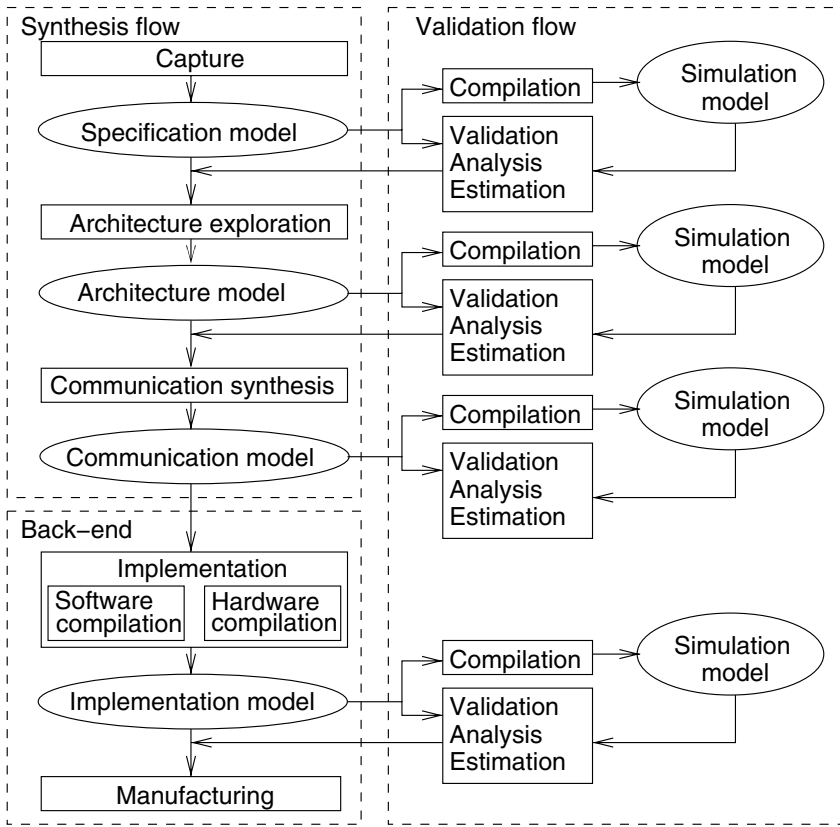 Synthesis flow
Capture
Specification model
Architecture exploration
Architecture model
Communication synthesis
Communication model
Back−end
Implementation
Software
compilation
Hardware
compilation
Implementation model
Manufacturing
Validation flow
Compilation
Simulation
model
Validation
Analysis
Estimation
Compilation
Simulation
model
Validation
Analysis
Estimation
Compilation
Simulation
model
Validation
Analysis
Estimation
Compilation
Simulation
model
Validation
Analysis
Estimation